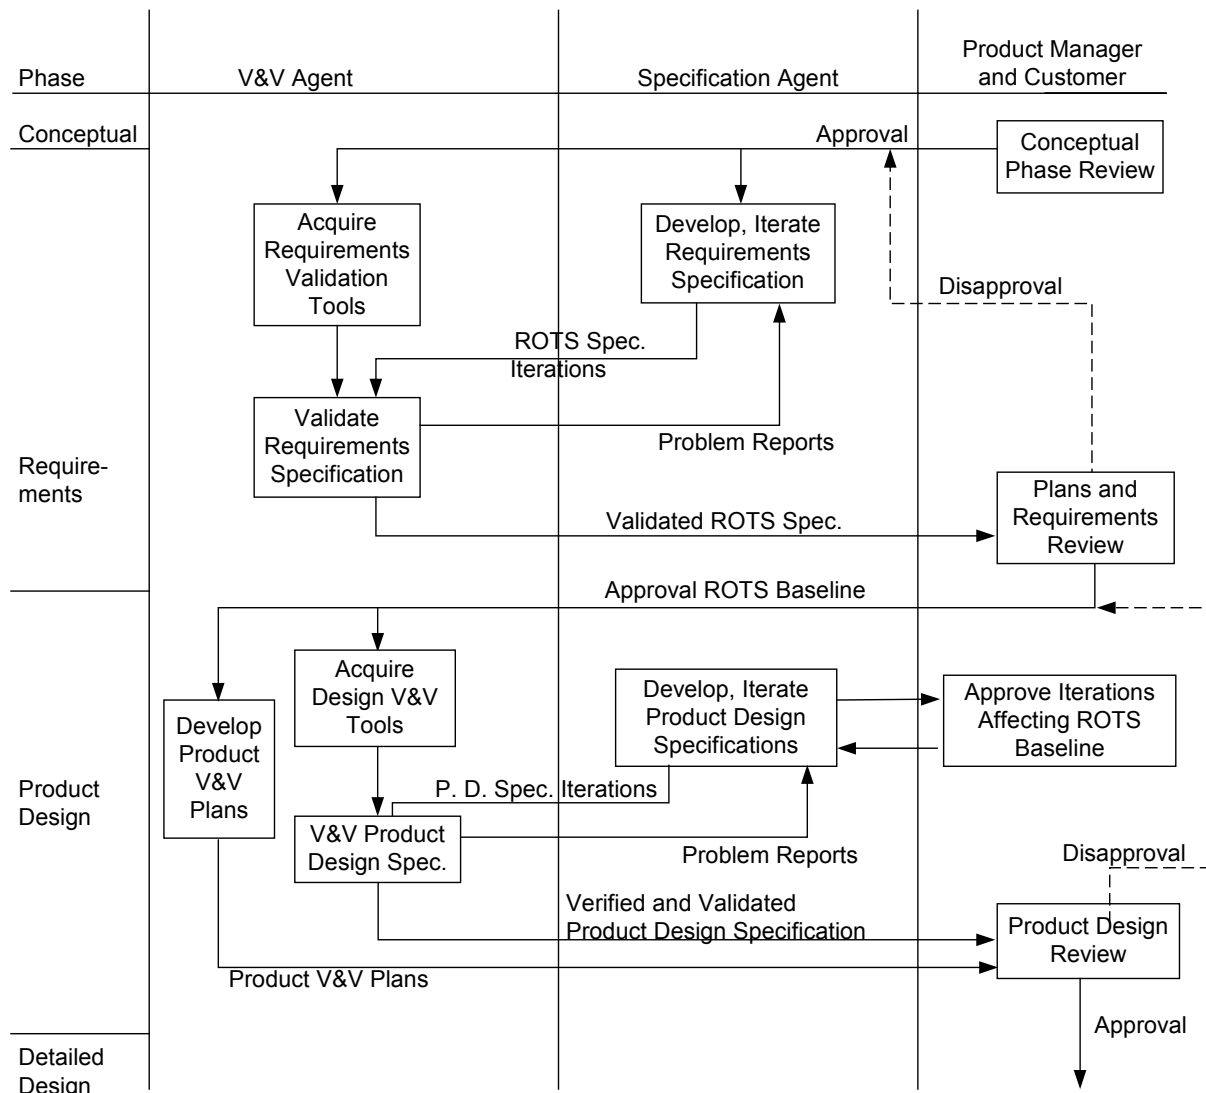 Phase
V&V Agent
Specification Agent
Product Manager
and Customer
Conceptual
Approval
Conceptual
Phase Review
Acquire
Requirements
Validation
Tools
Develop, Iterate
Requirements
Specification
Disapproval
ROTS Spec.
Iterations
Validate
Requirements
Specification
Problem Reports
Require-
ments
Plans and
Requirements
Review
Validated ROTS Spec.
Approval ROTS Baseline
Acquire
Design V&V
Tools
Develop, Iterate
Product Design
Specifications
Approve Iterations
Affecting ROTS
Baseline
Develop
Product
V&V
Plans
Product
Design
P. D. Spec. Iterations
V&V Product
Design Spec.
Problem Reports
Disapproval
Verified and Validated
Product Design Specification
Product Design
Review
Product V&V Plans
Approval
Detailed
Design